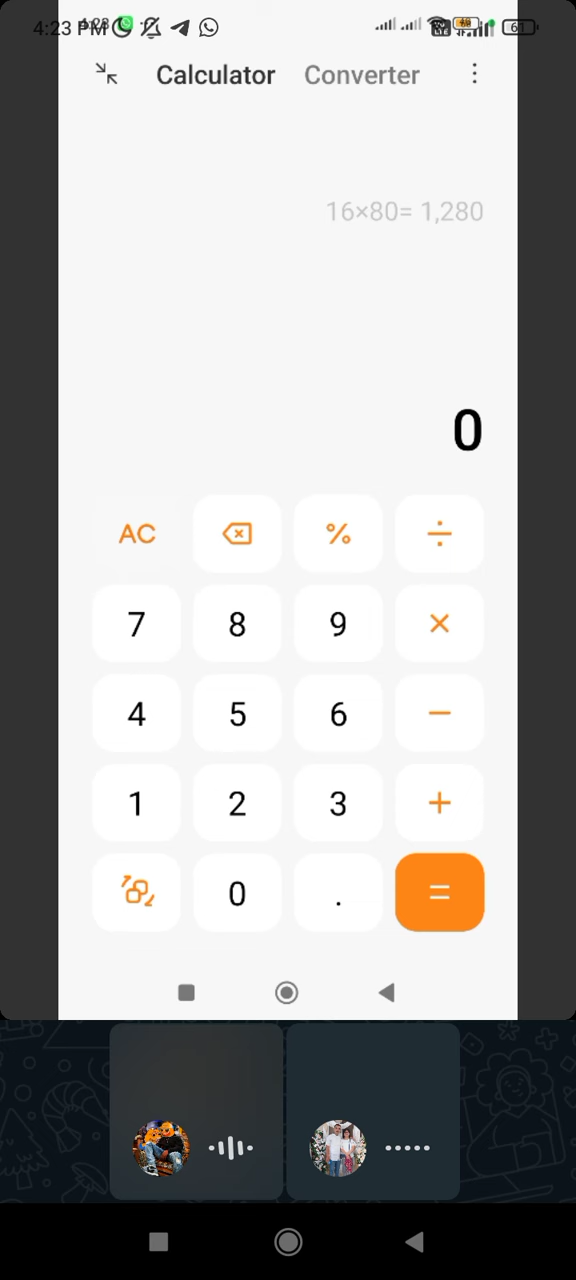 4:23 PM
61
Calculator Converter
16×80= 1,280
0
AC % ÷
7 8 9 ×
4 5 6 −
1 2 3 +
0 . =